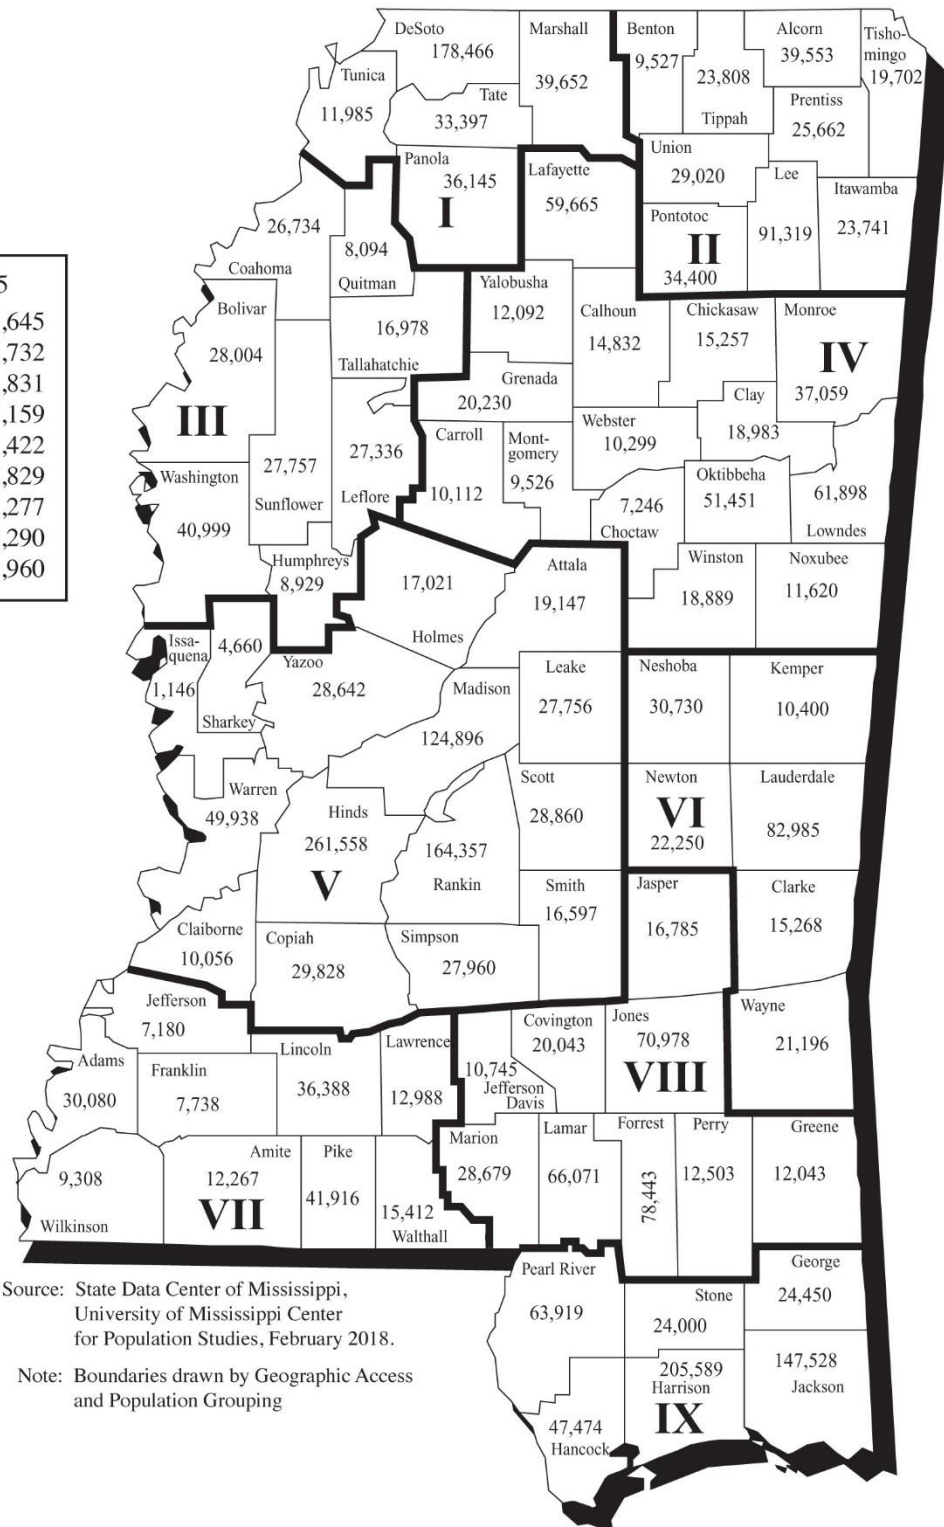 DeSoto
178,466
Marshall
39,652
Benton
9,527
23,808
Tippah
Alcorn
39,553
Tisho-
mingo
19,702
Tunica
11,985
Tate
33,397
Prentiss
25,662
Panola
36,145
I
Lafayette
59,665
Union
29,020
Lee
91,319
Itawamba
23,741
Pontotoc
II
34,400
26,734
Coahoma
8,094
Quitman
Bolivar
28,004
III
16,978
Tallahatchie
Yalobusha
12,092
Calhoun
14,832
Chickasaw
15,257
Monroe
IV
37,059
Grenada
20,230
Clay
18,983
5
,645
,732
,831
,159
,422
,829
,277
,290
,960
Washington
40,999
27,757
Sunflower
27,336
Leflore
Carroll
10,112
Mont-
gomery
9,526
Webster
10,299
7,246
Choctaw
Oktibbeha
51,451
61,898
Lowndes
Humphreys
8,929
17,021
Holmes
Attala
19,147
Winston
18,889
Noxubee
11,620
Issa-
quena
1,146
4,660
Sharkey
Yazoo
28,642
Madison
124,896
Leake
27,756
Neshoba
30,730
Kemper
10,400
Warren
49,938
Hinds
261,558
V
164,357
Rankin
Scott
28,860
Newton
VI
22,250
Lauderdale
82,985
Smith
16,597
Jasper
16,785
Clarke
15,268
Claiborne
10,056
Copiah
29,828
Simpson
27,960
Jefferson
7,180
Adams
30,080
Franklin
7,738
Lincoln
36,388
Lawrence
12,988
10,745
Jefferson
Davis
Covington
20,043
Jones
70,978
VIII
Wayne
21,196
9,308
Wilkinson
Amite
12,267
VII
Pike
41,916
15,412
Walthall
Marion
28,679
Lamar
66,071
Forrest
78,443
Perry
12,503
Greene
12,043
Pearl River
63,919
Stone
24,000
George
24,450
205,589
Harrison
IX
147,528
Jackson
47,474
Hancock
Source: State Data Center of Mississippi,
University of Mississippi Center
for Population Studies, February 2018.
Note: Boundaries drawn by Geographic Access
and Population Grouping